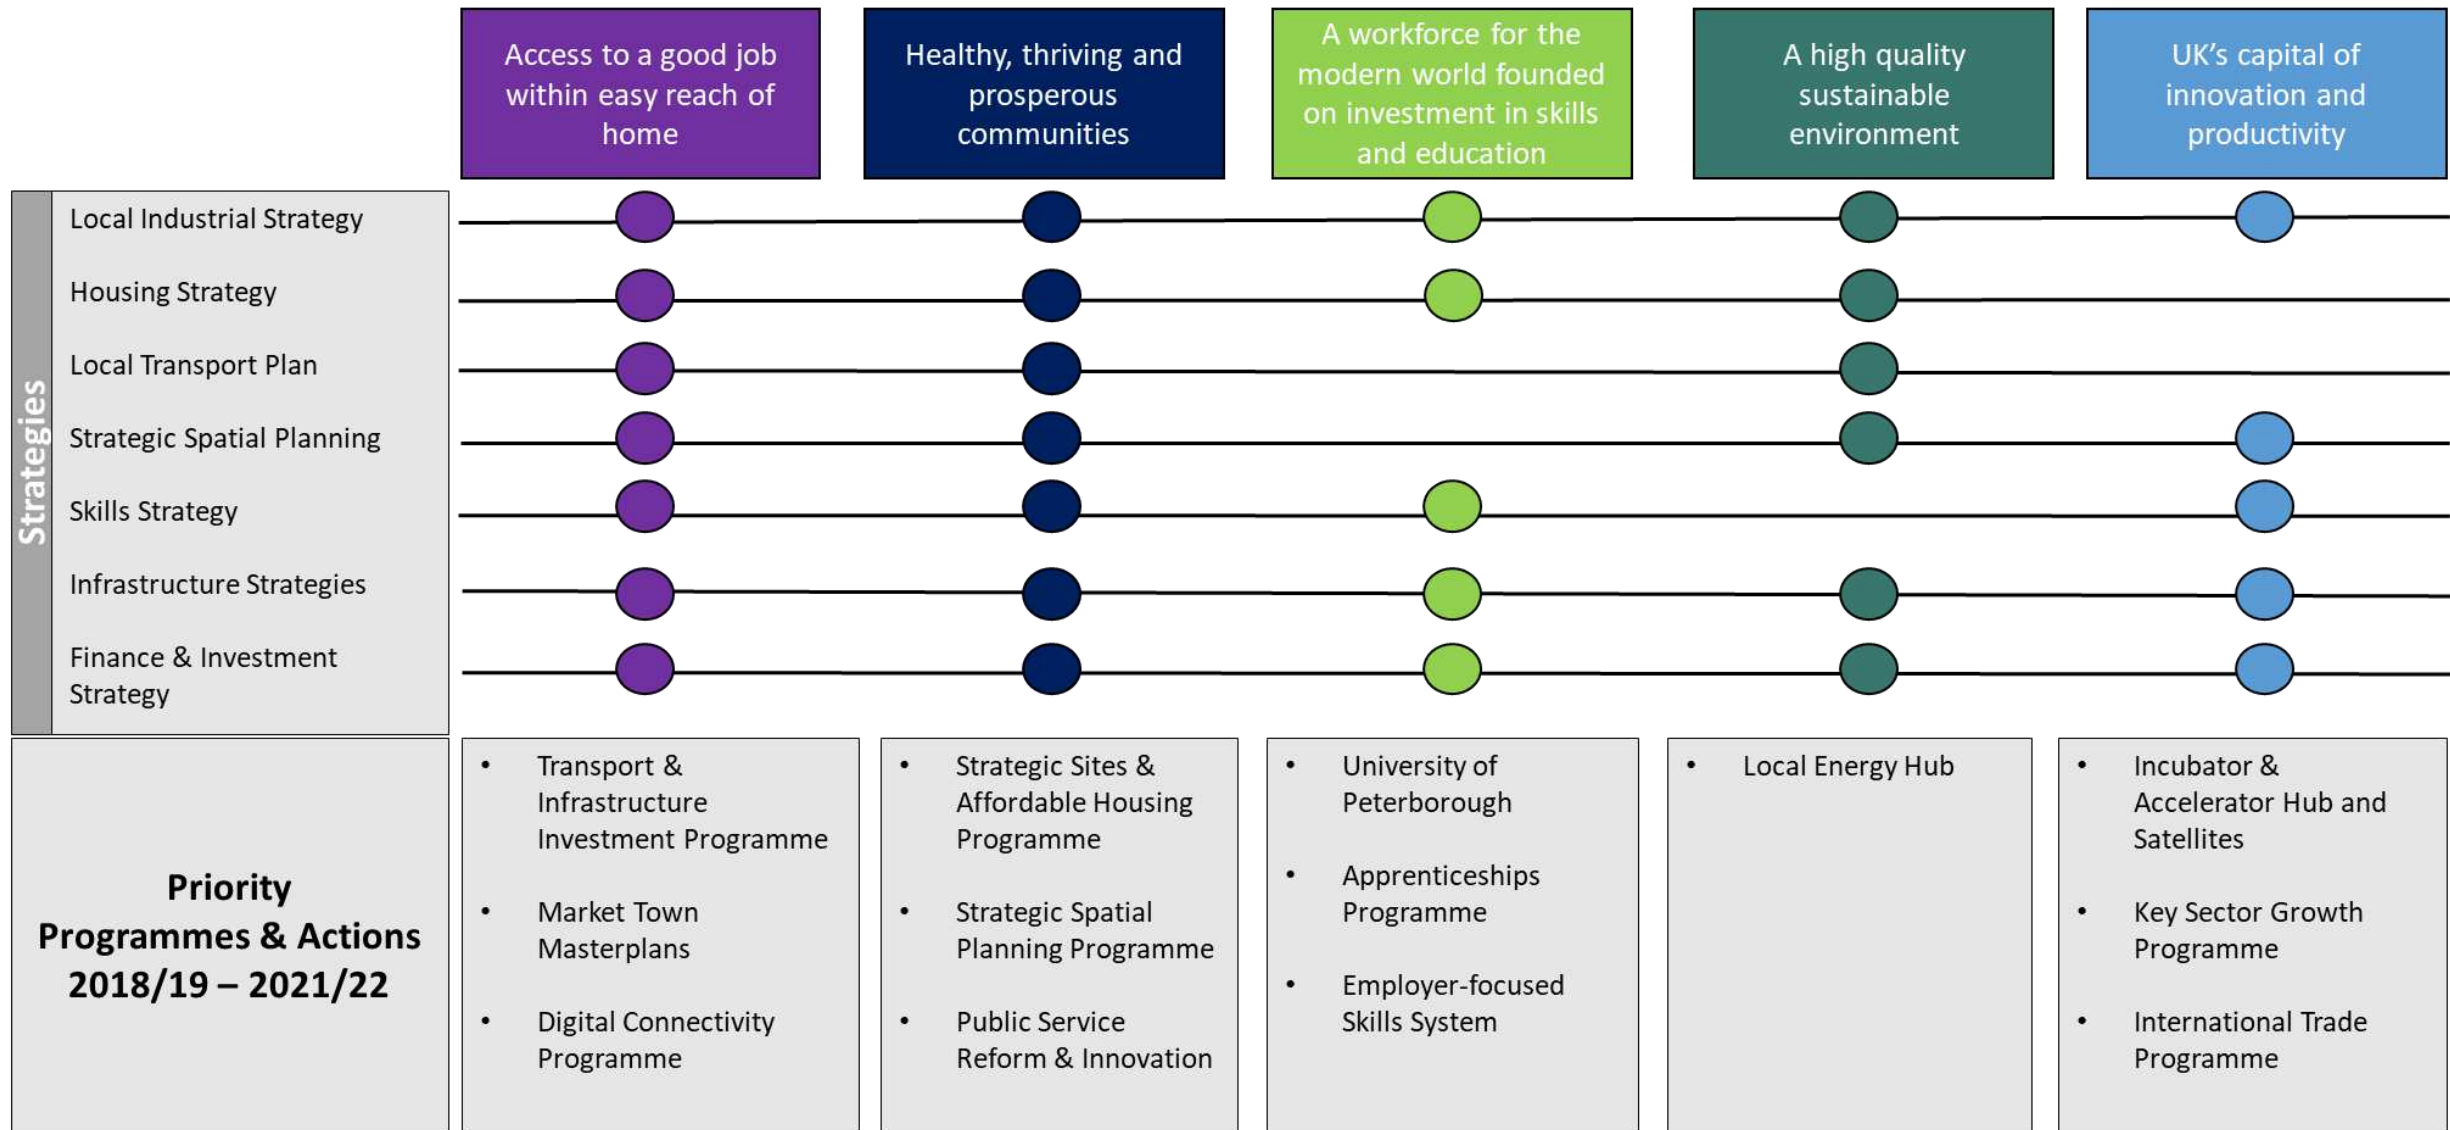 Access to a good job
within easy reach of
home
Healthy, thriving and
prosperous
communities
A workforce for the
modern world founded
on investment in skills
and education
A high quality
sustainable
environment
UK's capital of
innovation and
productivity
Strategies
Local Industrial Strategy
Housing Strategy
Local Transport Plan
Strategic Spatial Planning
Skills Strategy
Infrastructure Strategies
Finance & Investment
Strategy
Priority
Programmes & Actions
2018/19 – 2021/22
• Transport &
Infrastructure
Investment Programme
• Market Town
Masterplans
• Digital Connectivity
Programme
• Strategic Sites &
Affordable Housing
Programme
• Strategic Spatial
Planning Programme
• Public Service
Reform & Innovation
• University of
Peterborough
• Apprenticeships
Programme
• Employer-focused
Skills System
• Local Energy Hub
• Incubator &
Accelerator Hub and
Satellites
• Key Sector Growth
Programme
• International Trade
Programme